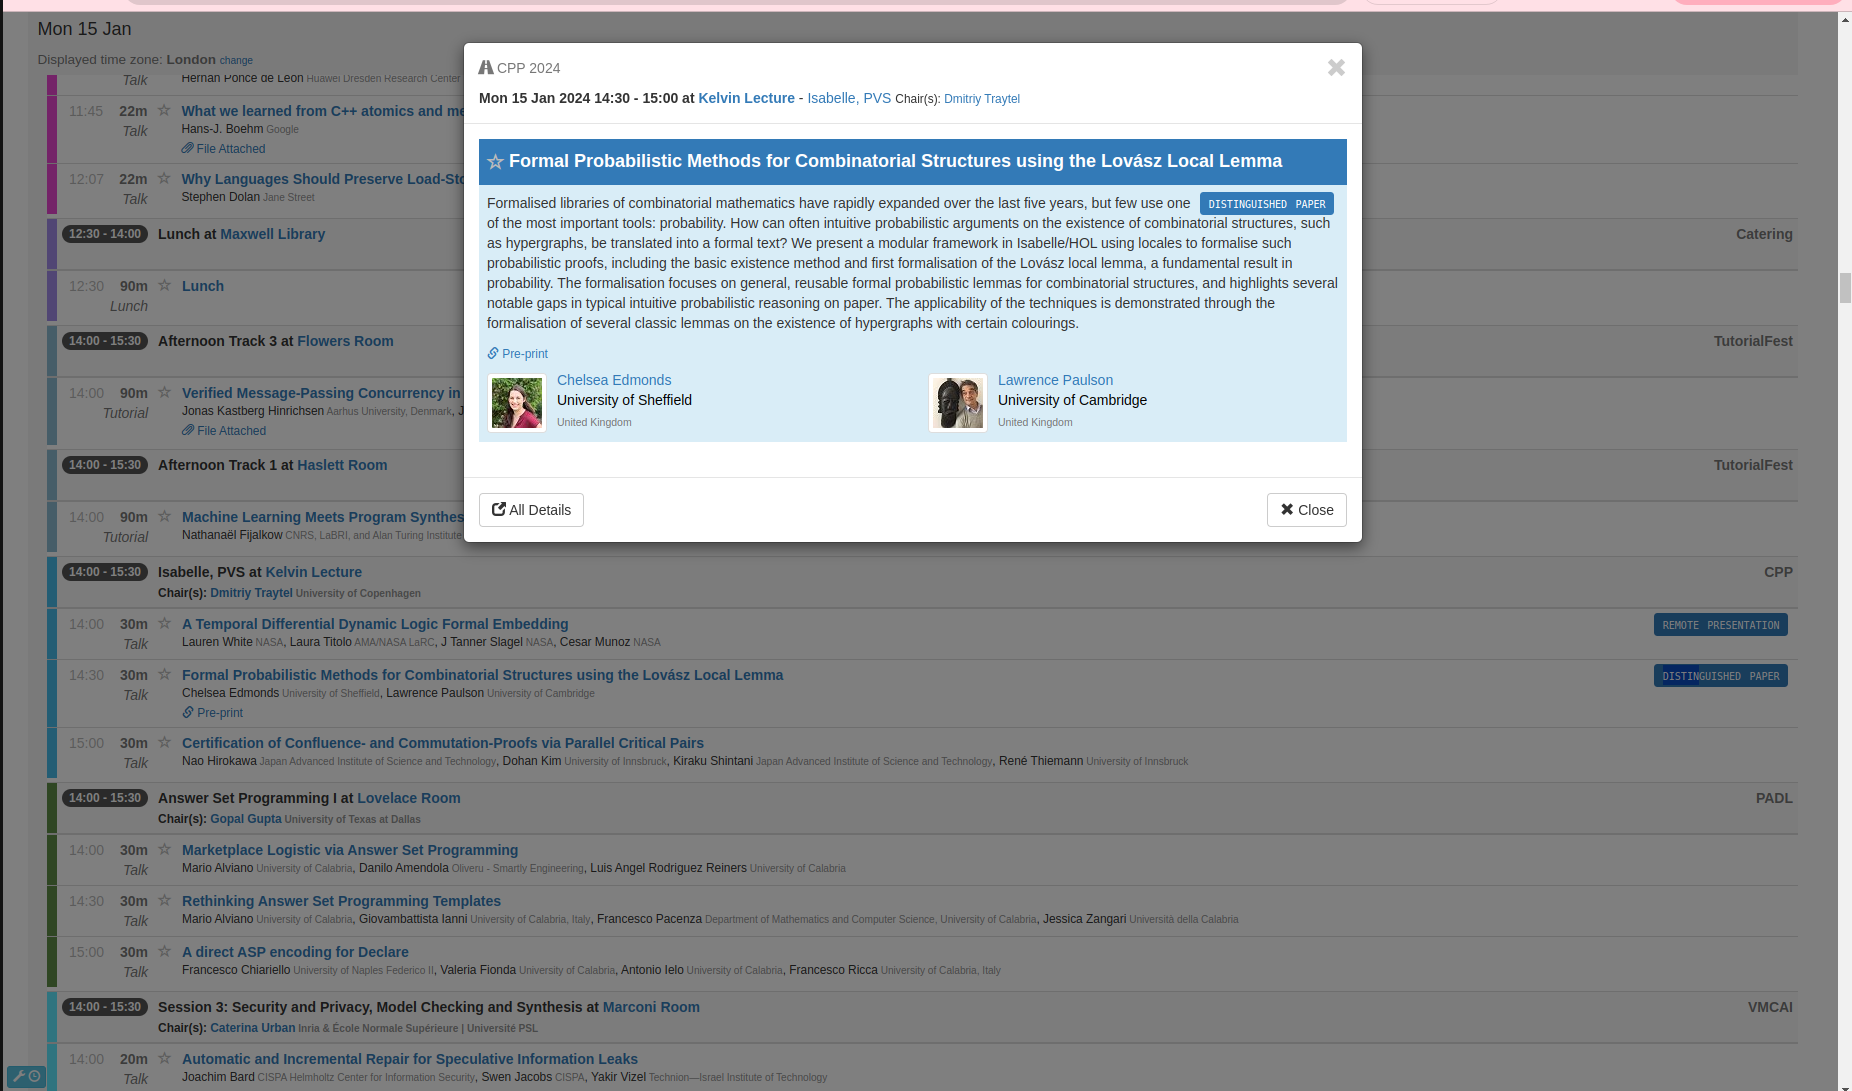 Mon 15 Jan
Displayed time zone: London change
Talk Hernán Ponce de León Huawei Dresden Research Center
11:45 22m ☆ What we learned from C++ atomics and me
Talk Hans-J. Boehm Google
File Attached
12:07 22m ☆ Why Languages Should Preserve Load-Sto
Talk Stephen Dolan Jane Street
12:30 - 14:00 Lunch at Maxwell Library Catering
12:30 90m ☆ Lunch
Lunch
14:00 - 15:30 Afternoon Track 3 at Flowers Room TutorialFest
14:00 90m ☆ Verified Message-Passing Concurrency in
Tutorial Jonas Kastberg Hinrichsen Aarhus University, Denmark, J
File Attached
14:00 - 15:30 Afternoon Track 1 at Haslett Room TutorialFest
14:00 90m ☆ Machine Learning Meets Program Synthes
Tutorial Nathanaël Fijalkow CNRS, LaBRI, and Alan Turing Institute
CPP 2024
Mon 15 Jan 2024 14:30 - 15:00 at Kelvin Lecture - Isabelle, PVS Chair(s): Dmitriy Traytel
☆ Formal Probabilistic Methods for Combinatorial Structures using the Lovász Local Lemma
DISTINGUISHED PAPER
Formalised libraries of combinatorial mathematics have rapidly expanded over the last five years, but few use one
of the most important tools: probability. How can often intuitive probabilistic arguments on the existence of combinatorial structures, such
as hypergraphs, be translated into a formal text? We present a modular framework in Isabelle/HOL using locales to formalise such
probabilistic proofs, including the basic existence method and first formalisation of the Lovász local lemma, a fundamental result in
probability. The formalisation focuses on general, reusable formal probabilistic lemmas for combinatorial structures, and highlights several
notable gaps in typical intuitive probabilistic reasoning on paper. The applicability of the techniques is demonstrated through the
formalisation of several classic lemmas on the existence of hypergraphs with certain colourings.
Pre-print
Chelsea Edmonds
University of Sheffield
United Kingdom
Lawrence Paulson
University of Cambridge
United Kingdom
All Details
Close
14:00 - 15:30 Isabelle, PVS at Kelvin Lecture CPP
Chair(s): Dmitriy Traytel University of Copenhagen
14:00 30m ☆ A Temporal Differential Dynamic Logic Formal Embedding REMOTE PRESENTATION
Talk Lauren White NASA, Laura Titolo AMA/NASA LaRC, J Tanner Slagel NASA, Cesar Munoz NASA
14:30 30m ☆ Formal Probabilistic Methods for Combinatorial Structures using the Lovász Local Lemma DISTINGUISHED PAPER
Talk Chelsea Edmonds University of Sheffield, Lawrence Paulson University of Cambridge
Pre-print
15:00 30m ☆ Certification of Confluence- and Commutation-Proofs via Parallel Critical Pairs
Talk Nao Hirokawa Japan Advanced Institute of Science and Technology, Dohan Kim University of Innsbruck, Kiraku Shintani Japan Advanced Institute of Science and Technology, René Thiemann University of Innsbruck
14:00 - 15:30 Answer Set Programming I at Lovelace Room PADL
Chair(s): Gopal Gupta University of Texas at Dallas
14:00 30m ☆ Marketplace Logistic via Answer Set Programming
Talk Mario Alviano University of Calabria, Danilo Amendola Oliveru - Smartly Engineering, Luis Angel Rodriguez Reiners University of Calabria
14:30 30m ☆ Rethinking Answer Set Programming Templates
Talk Mario Alviano University of Calabria, Giovambattista Ianni University of Calabria, Italy, Francesco Pacenza Department of Mathematics and Computer Science, University of Calabria, Jessica Zangari Università della Calabria
15:00 30m ☆ A direct ASP encoding for Declare
Talk Francesco Chiariello University of Naples Federico II, Valeria Fionda University of Calabria, Antonio Ielo University of Calabria, Francesco Ricca University of Calabria, Italy
14:00 - 15:30 Session 3: Security and Privacy, Model Checking and Synthesis at Marconi Room VMCAI
Chair(s): Caterina Urban Inria & École Normale Supérieure | Université PSL
14:00 20m ☆ Automatic and Incremental Repair for Speculative Information Leaks
Talk Joachim Bard CISPA Helmholtz Center for Information Security, Swen Jacobs CISPA, Yakir Vizel Technion—Israel Institute of Technology